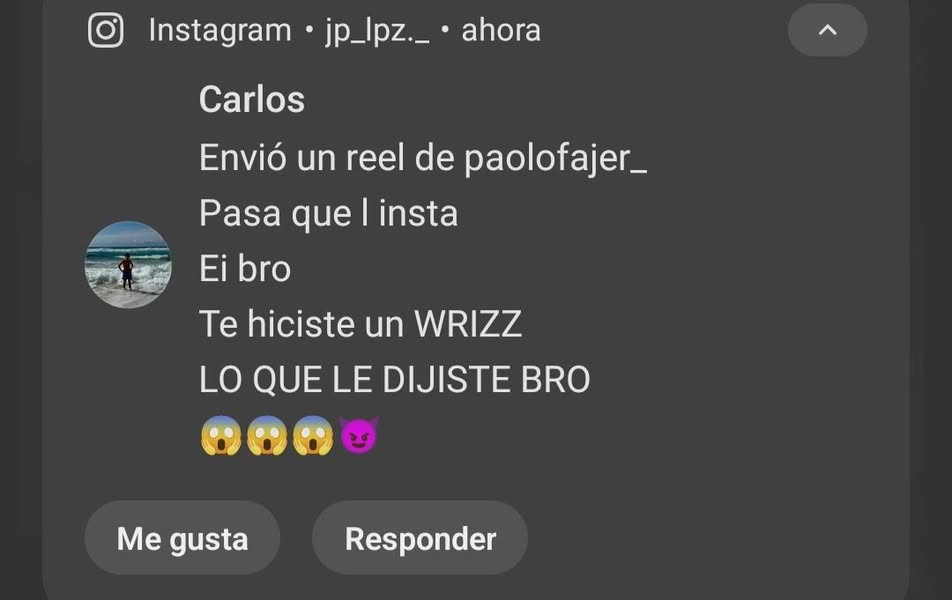 Instagram • jp_lpz._ • ahora
Carlos
Envió un reel de paolofajer_
Pasa que l insta
Ei bro
Te hiciste un WRIZZ
LO QUE LE DIJISTE BRO
😱😱😱😈
Me gusta
Responder